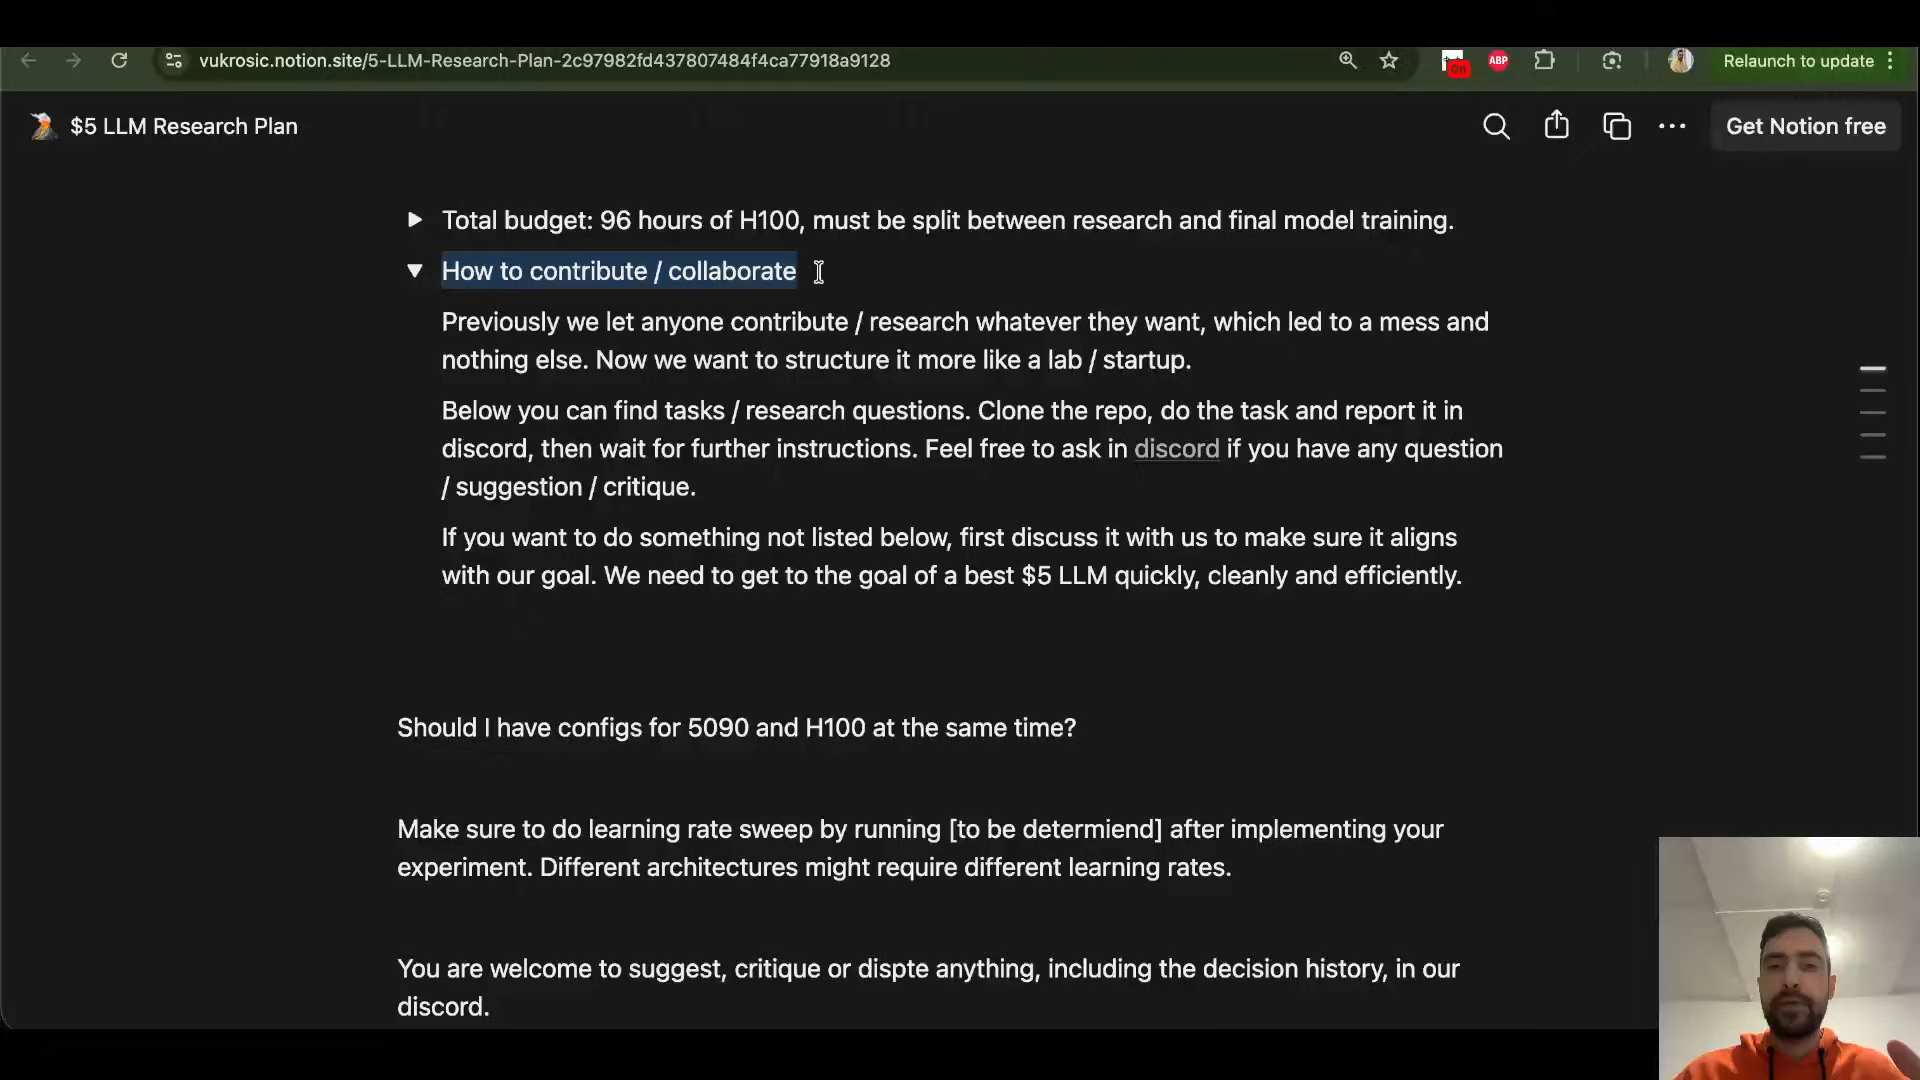 vukrosic.notion.site/5-LLM-Research-Plan-2c97982fd437807484f4ca77918a9128
On
ABP
Relaunch to update
$5 LLM Research Plan
Get Notion free
Total budget: 96 hours of H100, must be split between research and final model training.
How to contribute / collaborate
Previously we let anyone contribute / research whatever they want, which led to a mess and
nothing else. Now we want to structure it more like a lab / startup.
Below you can find tasks / research questions. Clone the repo, do the task and report it in
discord, then wait for further instructions. Feel free to ask in discord if you have any question
/ suggestion / critique.
If you want to do something not listed below, first discuss it with us to make sure it aligns
with our goal. We need to get to the goal of a best $5 LLM quickly, cleanly and efficiently.
Should I have configs for 5090 and H100 at the same time?
Make sure to do learning rate sweep by running [to be determiend] after implementing your
experiment. Different architectures might require different learning rates.
You are welcome to suggest, critique or dispte anything, including the decision history, in our
discord.